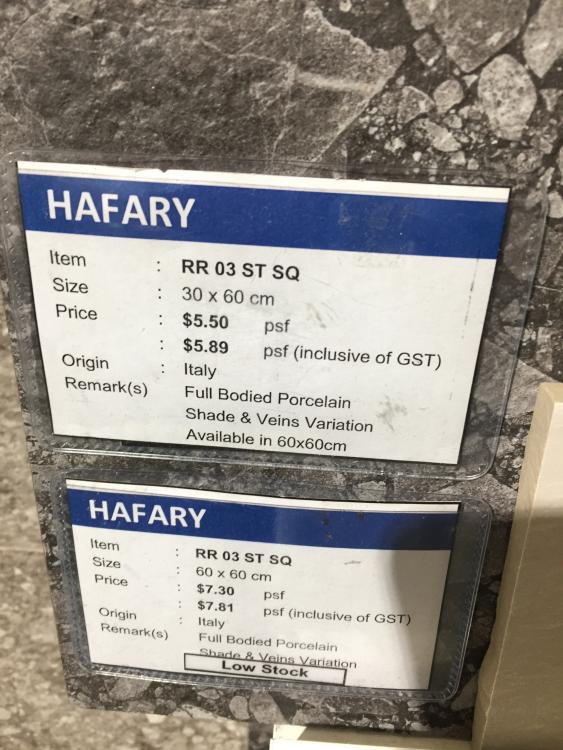 HAFARY
Item : RR 03 ST SQ
Size : 30 x 60 cm
Price : $5.50 psf
: $5.89 psf (inclusive of GST)
Origin : Italy
Remark(s) Full Bodied Porcelain
Shade & Veins Variation
Available in 60x60cm
HAFARY
Item : RR 03 ST SQ
Size : 60 x 60 cm
Price : $7.30 psf
: $7.81 psf (inclusive of GST)
Origin : Italy
Remark(s) Full Bodied Porcelain
Shade & Veins Variation
Low Stock